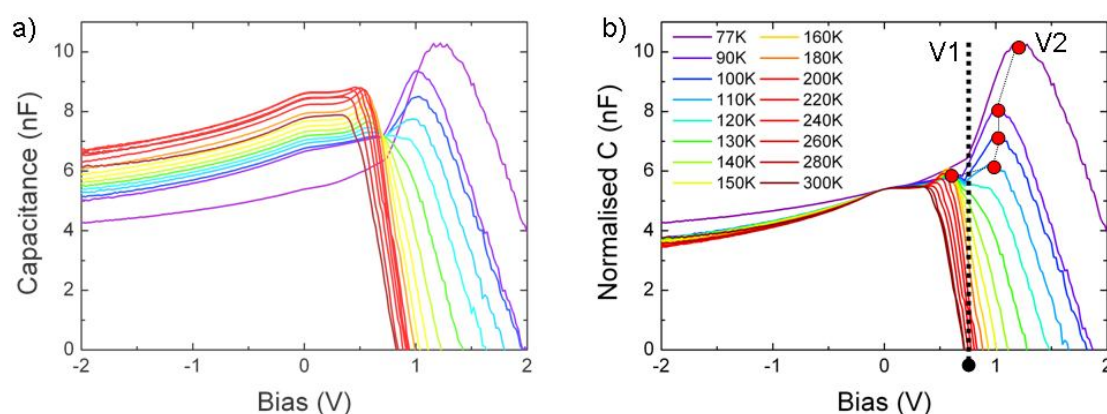 a)
Capacitance (nF)
10
8
6
4
2
0
-2 -1 0 1 2
Bias (V)
b)
Normalised C (nF)
10
8
6
4
2
0
77K 160K
90K 180K
100K 200K
110K 220K
120K 240K
130K 260K
140K 280K
150K 300K
V1 V2
-2 -1 0 1 2
Bias (V)